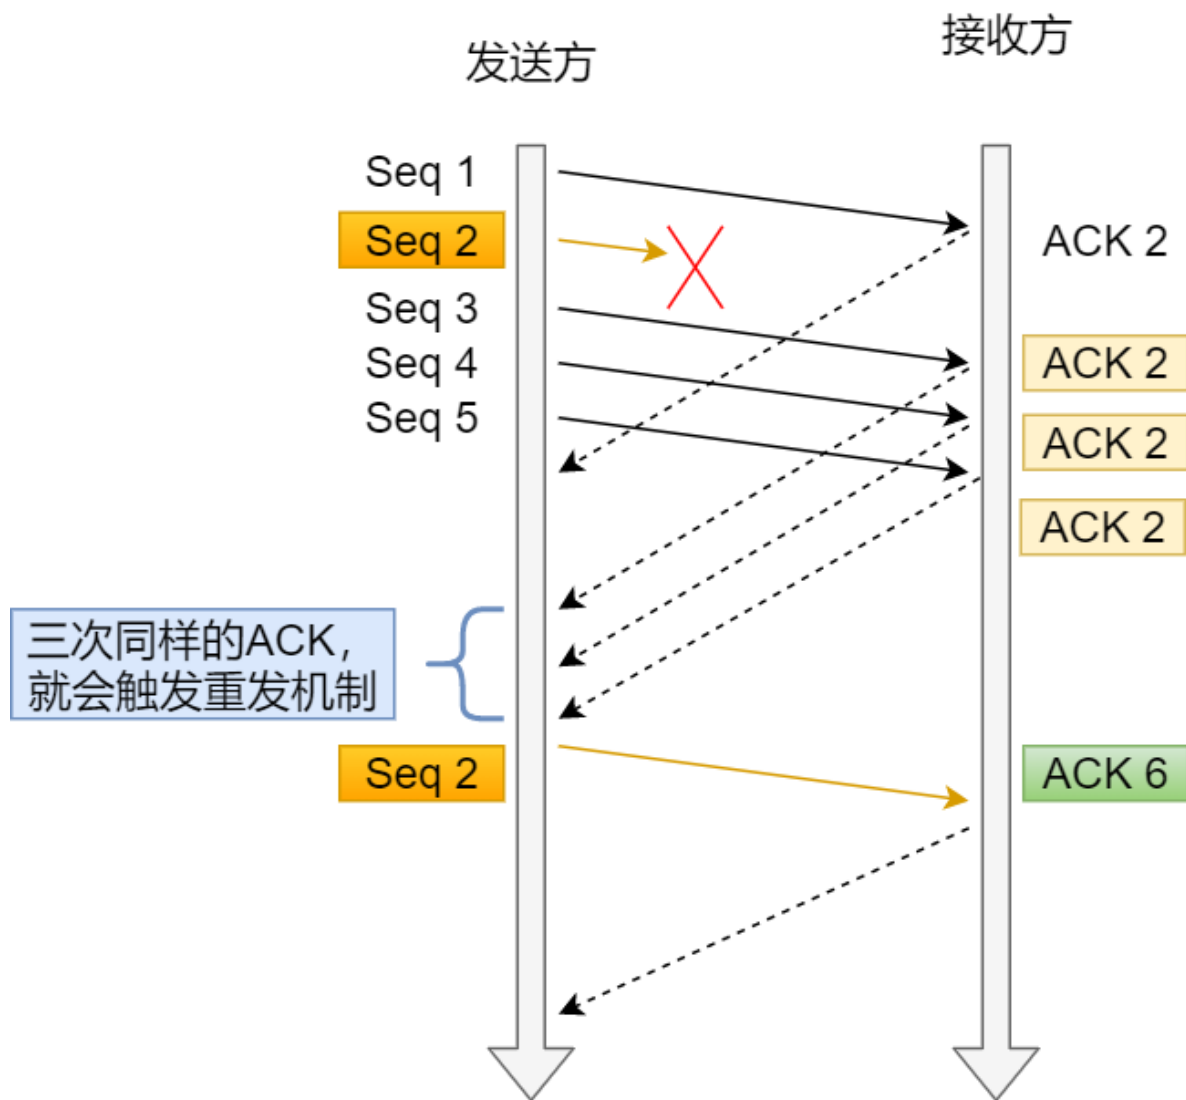 发送方
接收方
Seq 1
Seq 2
ACK 2
Seq 3
Seq 4
ACK 2
Seq 5
ACK 2
ACK 2
三次同样的ACK，
就会触发重发机制
Seq 2
ACK 6